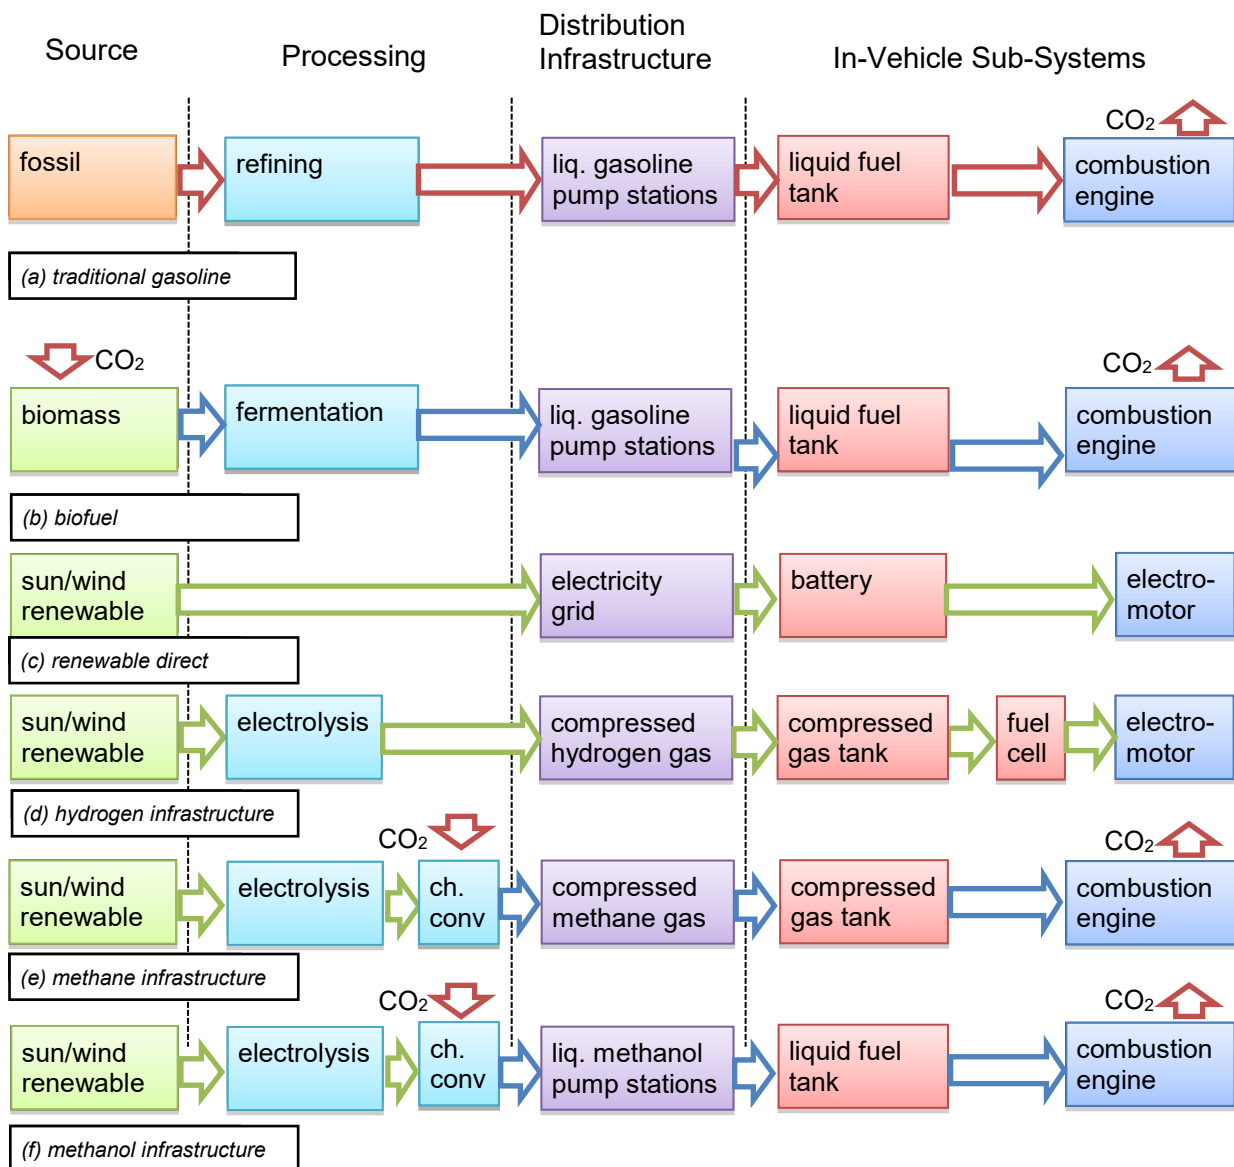 Source
Processing
Distribution
Infrastructure
In-Vehicle Sub-Systems
CO₂
fossil
refining
liq. gasoline
pump stations
liquid fuel
tank
combustion
engine
(a) traditional gasoline
CO₂
CO₂
biomass
fermentation
liq. gasoline
pump stations
liquid fuel
tank
combustion
engine
(b) biofuel
sun/wind
renewable
electricity
grid
battery
electro-
motor
(c) renewable direct
sun/wind
renewable
electrolysis
compressed
hydrogen gas
compressed
gas tank
fuel
cell
electro-
motor
(d) hydrogen infrastructure
CO₂
CO₂
sun/wind
renewable
electrolysis
ch.
conv
compressed
methane gas
compressed
gas tank
combustion
engine
(e) methane infrastructure
CO₂
CO₂
sun/wind
renewable
electrolysis
ch.
conv
liq. methanol
pump stations
liquid fuel
tank
combustion
engine
(f) methanol infrastructure